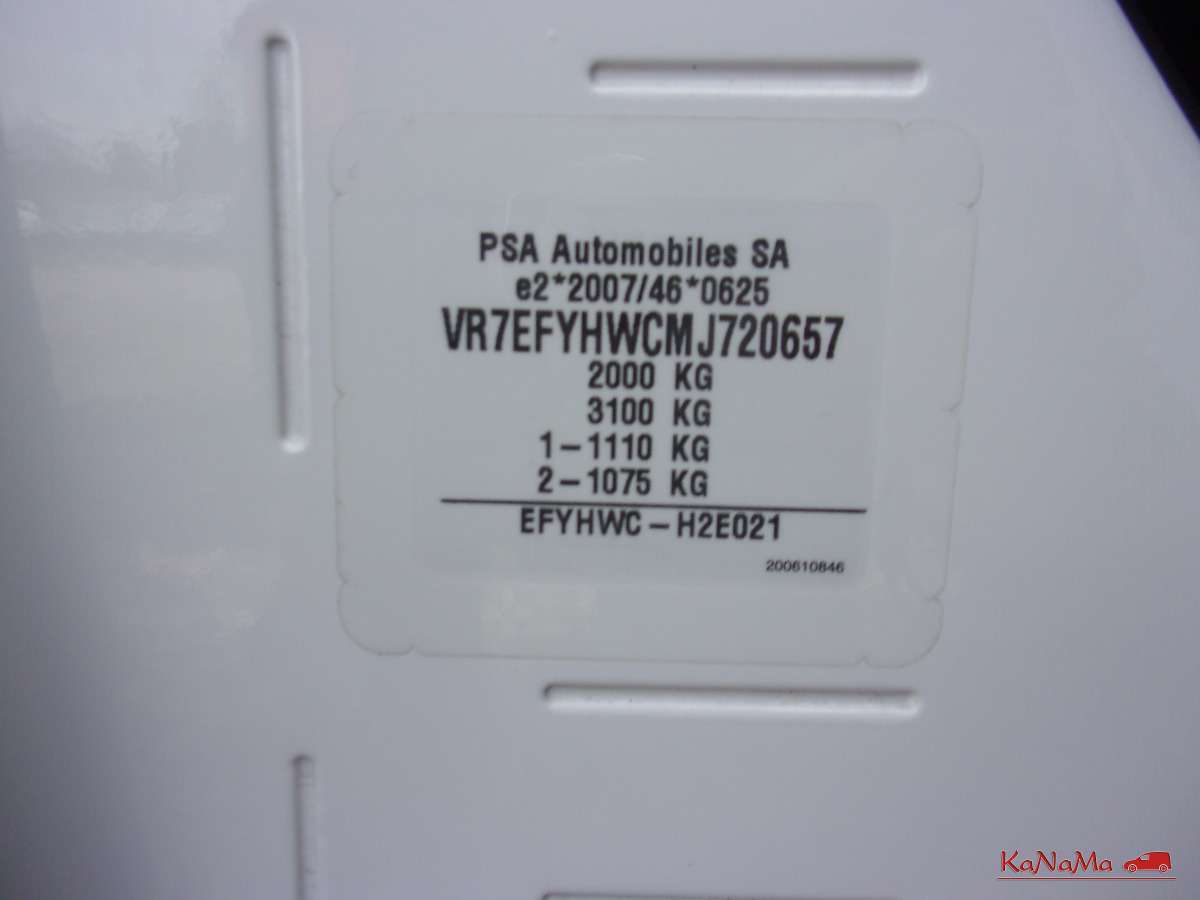 PSA Automobiles SA
e2*2007/46*0625
VR7EFYHWCMJ720657
2000 KG
3100 KG
1-1110 KG
2-1075 KG
EFYHWC-H2E021
200610846
KaNaMa